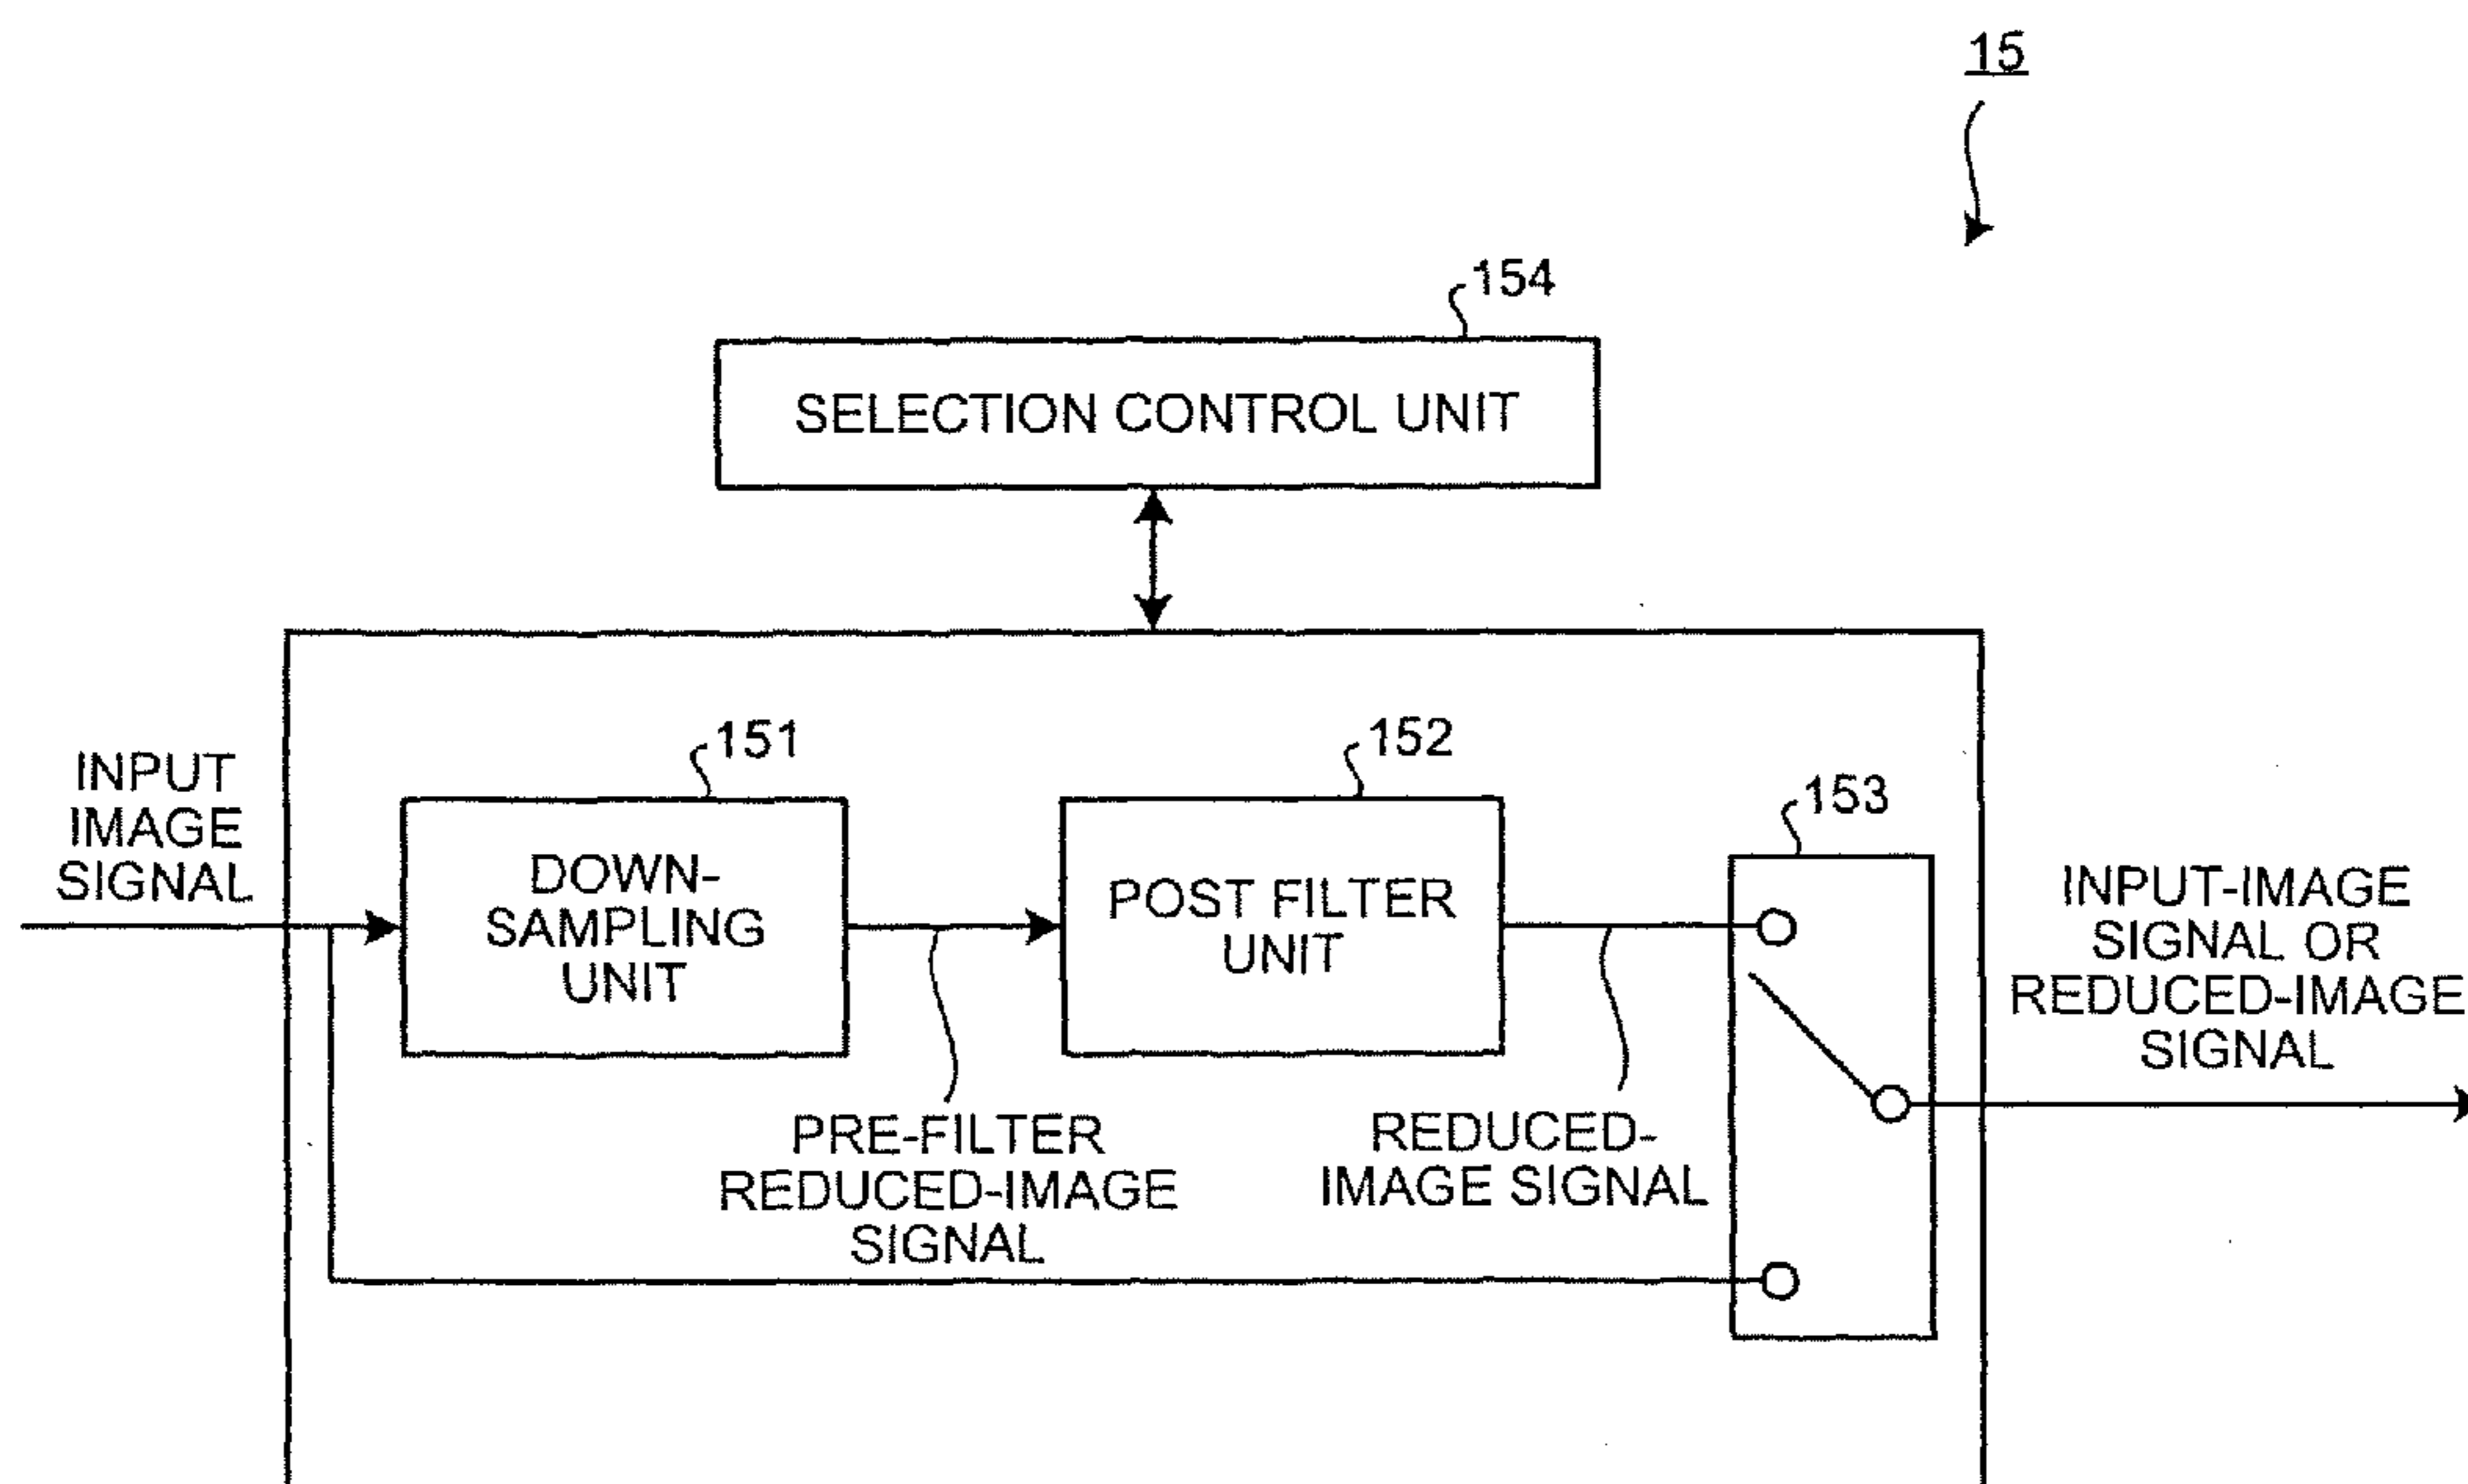 15
154
SELECTION CONTROL UNIT
INPUT
IMAGE
SIGNAL
151
DOWN-
SAMPLING
UNIT
152
POST FILTER
UNIT
153
INPUT-IMAGE
SIGNAL OR
REDUCED-IMAGE
SIGNAL
PRE-FILTER
REDUCED-IMAGE
SIGNAL
REDUCED-
IMAGE SIGNAL